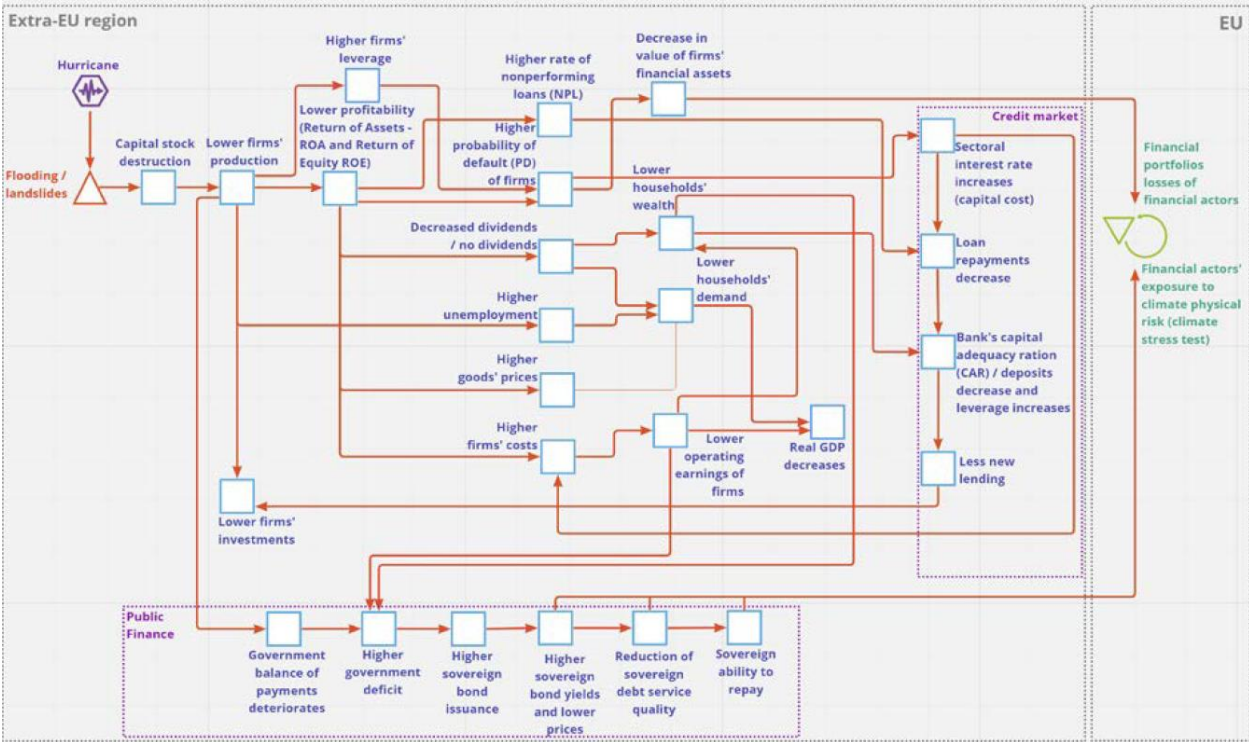 Extra-EU region
EU
Hurricane
Flooding /
landslides
Capital stock
destruction
Lower firms'
production
Higher firms'
leverage
Lower profitability
(Return of Assets -
ROA and Return of
Equity ROE)
Higher rate of
nonperforming
loans (NPL)
Higher
probability of
default (PD)
of firms
Decrease in
value of firms'
financial assets
Lower
households'
wealth
Decreased dividends
/ no dividends
Lower
households'
demand
Higher
unemployment
Higher
goods' prices
Higher
firms' costs
Lower
operating
earnings of
firms
Real GDP
decreases
Lower firms'
investments
Credit market
Sectoral
interest rate
increases
(capital cost)
Loan
repayments
decrease
Bank's capital
adequacy ration
(CAR) / deposits
decrease and
leverage increases
Less new
lending
Financial
portfolios
losses of
financial actors
Financial actors'
exposure to
climate physical
risk (climate
stress test)
Public
Finance
Government
balance of
payments
deteriorates
Higher
government
deficit
Higher
sovereign
bond
issuance
Higher
sovereign
bond yields
and lower
prices
Reduction of
sovereign
debt service
quality
Sovereign
ability to
repay